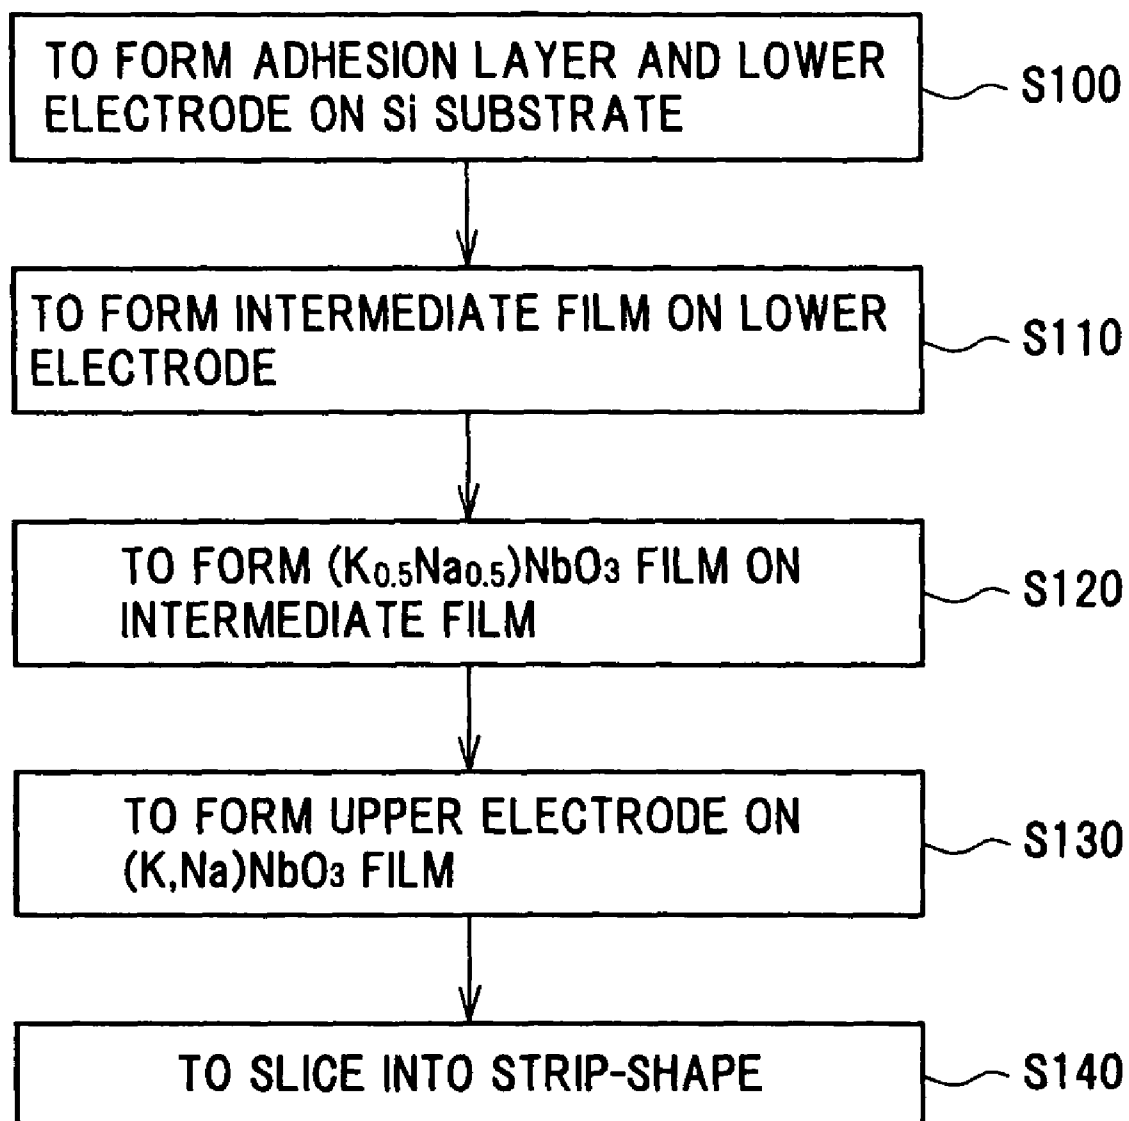 TO FORM ADHESION LAYER AND LOWER
ELECTRODE ON Si SUBSTRATE
S100
TO FORM INTERMEDIATE FILM ON LOWER
ELECTRODE
S110
TO FORM (K0.5Na0.5)NbO3 FILM ON
INTERMEDIATE FILM
S120
TO FORM UPPER ELECTRODE ON
(K,Na)NbO3 FILM
S130
TO SLICE INTO STRIP-SHAPE
S140